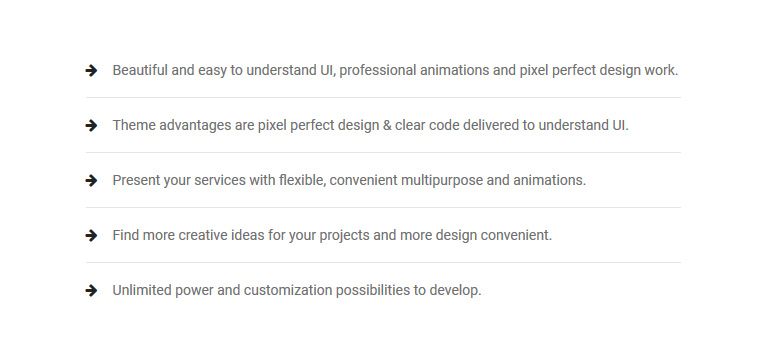 Beautiful and easy to understand UI, professional animations and pixel perfect design work.
Theme advantages are pixel perfect design & clear code delivered to understand UI.
Present your services with flexible, convenient multipurpose and animations.
Find more creative ideas for your projects and more design convenient.
Unlimited power and customization possibilities to develop.